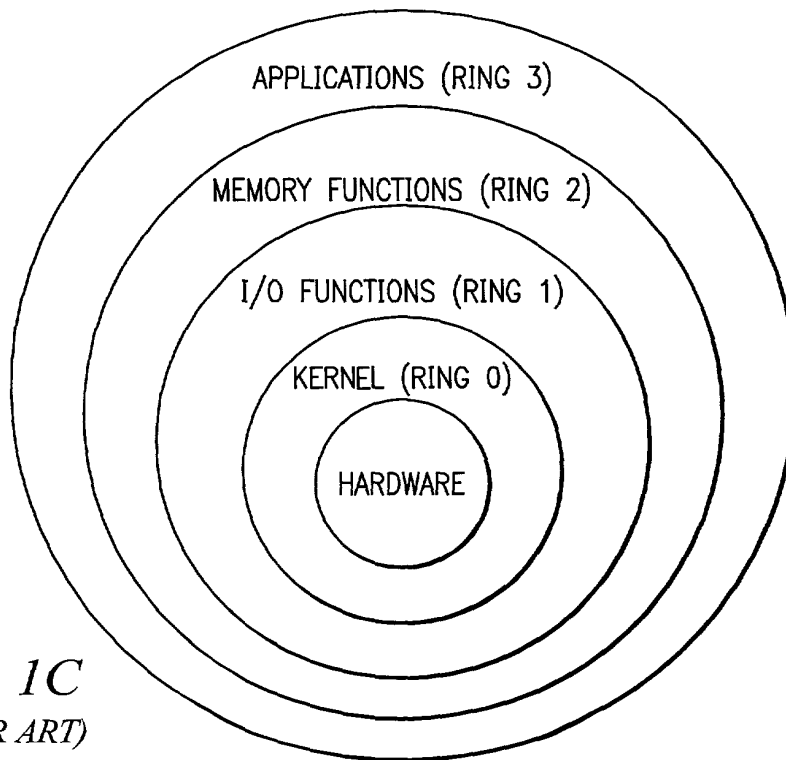 APPLICATIONS (RING 3)
MEMORY FUNCTIONS (RING 2)
I/O FUNCTIONS (RING 1)
KERNEL (RING 0)
HARDWARE
1C
R ART)